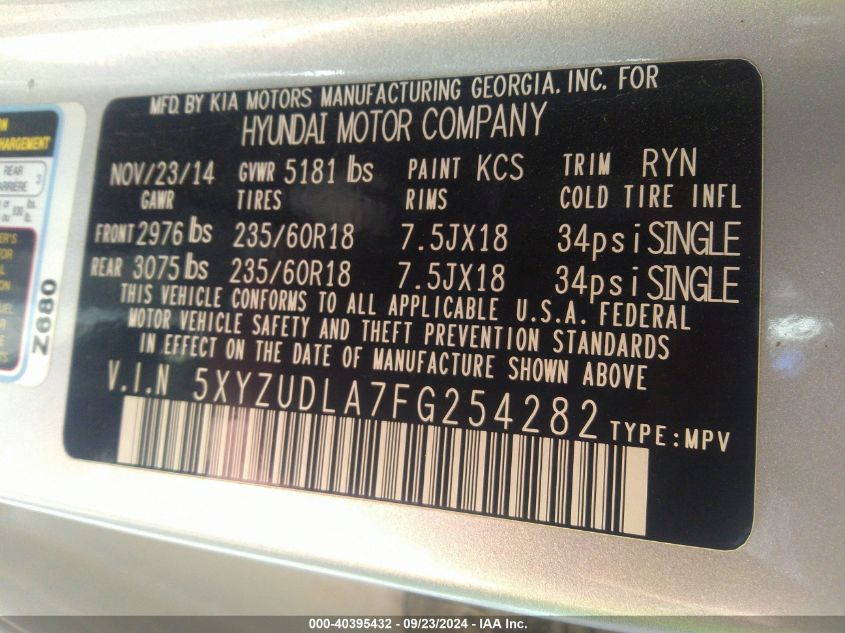 MFD. BY KIA MOTORS MANUFACTURING GEORGIA. INC. FOR
HYUNDAI MOTOR COMPANY
NOV/23/14 GVWR 5181 lbs PAINT KCS TRIM RYN
GAWR TIRES RIMS COLD TIRE INFL
FRONT 2976 lbs 235/60R18 7.5JX18 34psi SINGLE
REAR 3075 lbs 235/60R18 7.5JX18 34psi SINGLE
THIS VEHICLE CONFORMS TO ALL APPLICABLE U.S.A. FEDERAL
MOTOR VEHICLE SAFETY AND THEFT PREVENTION STANDARDS
IN EFFECT ON THE DATE OF MANUFACTURE SHOWN ABOVE
V.I.N 5XYZUDLA7FG254282 TYPE:MPV
REAR
3
Z680
000-40395432 - 09/23/2024 - IAA Inc.